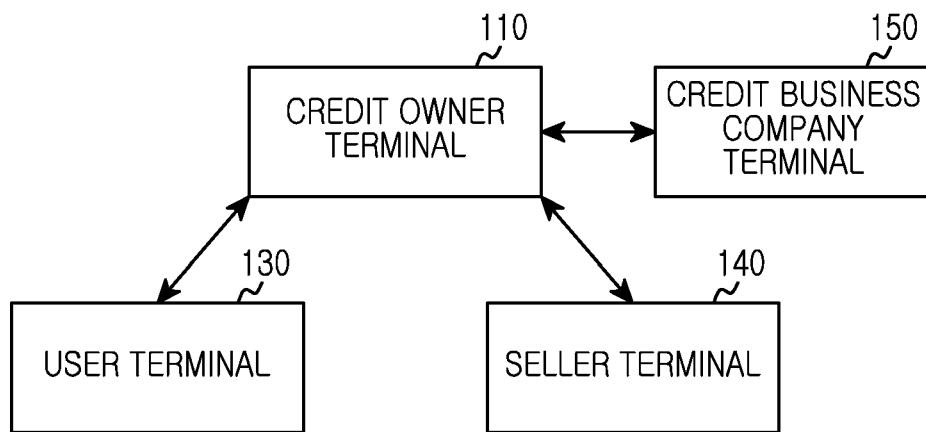 110
150
CREDIT OWNER
TERMINAL
CREDIT BUSINESS
COMPANY
TERMINAL
130
140
USER TERMINAL
SELLER TERMINAL